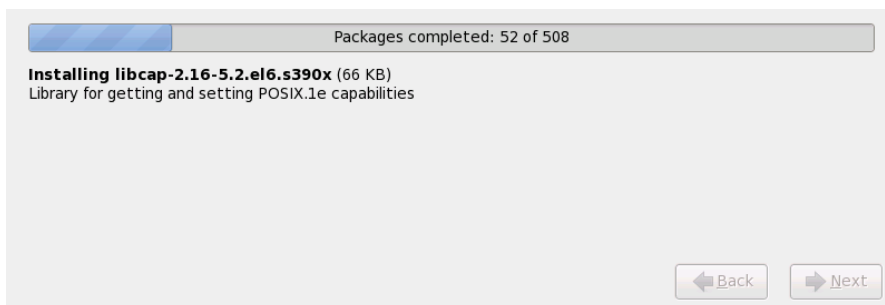 Packages completed: 52 of 508
Installing libcap-2.16-5.2.el6.s390x (66 KB)
Library for getting and setting POSIX.1e capabilities
Back Next